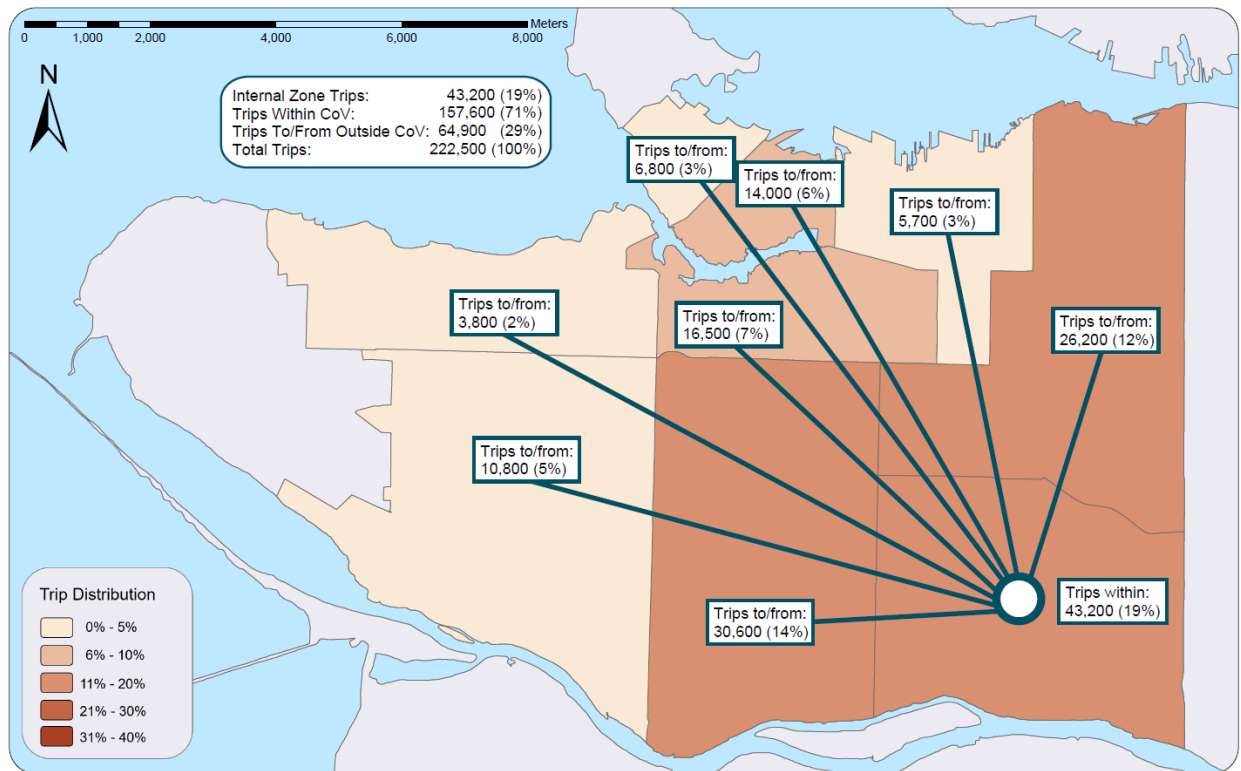 Meters
0 1,000 2,000 4,000 6,000 8,000
N
Internal Zone Trips: 43,200 (19%)
Trips Within CoV: 157,600 (71%)
Trips To/From Outside CoV: 64,900 (29%)
Total Trips: 222,500 (100%)
Trips to/from:
6,800 (3%)
Trips to/from:
14,000 (6%)
Trips to/from:
5,700 (3%)
Trips to/from:
3,800 (2%)
Trips to/from:
16,500 (7%)
Trips to/from:
26,200 (12%)
Trips to/from:
10,800 (5%)
Trips to/from:
30,600 (14%)
Trips within:
43,200 (19%)
Trip Distribution
0% - 5%
6% - 10%
11% - 20%
21% - 30%
31% - 40%